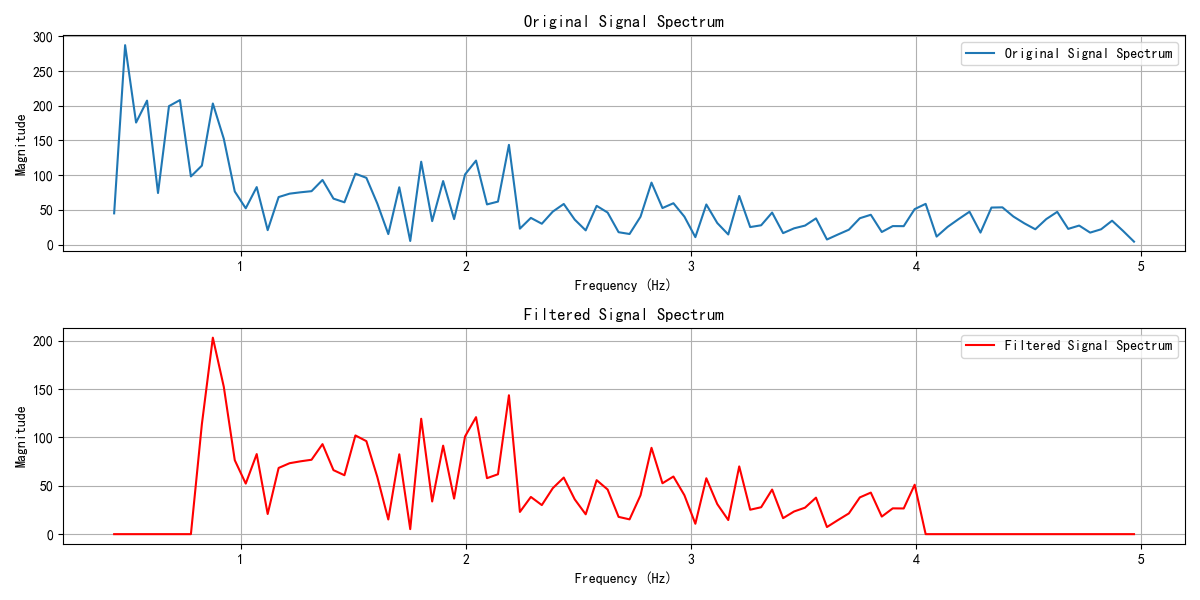 Original Signal Spectrum
300
250
200
150
100
50
0
Magnitude
Original Signal Spectrum
1 2 3 4 5
Frequency (Hz)
Filtered Signal Spectrum
200
150
100
50
0
Magnitude
Filtered Signal Spectrum
1 2 3 4 5
Frequency (Hz)